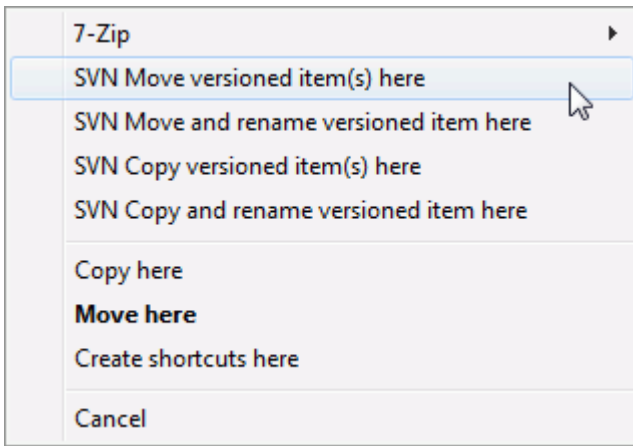 7-Zip
SVN Move versioned item(s) here
SVN Move and rename versioned item here
SVN Copy versioned item(s) here
SVN Copy and rename versioned item here
Copy here
Move here
Create shortcuts here
Cancel